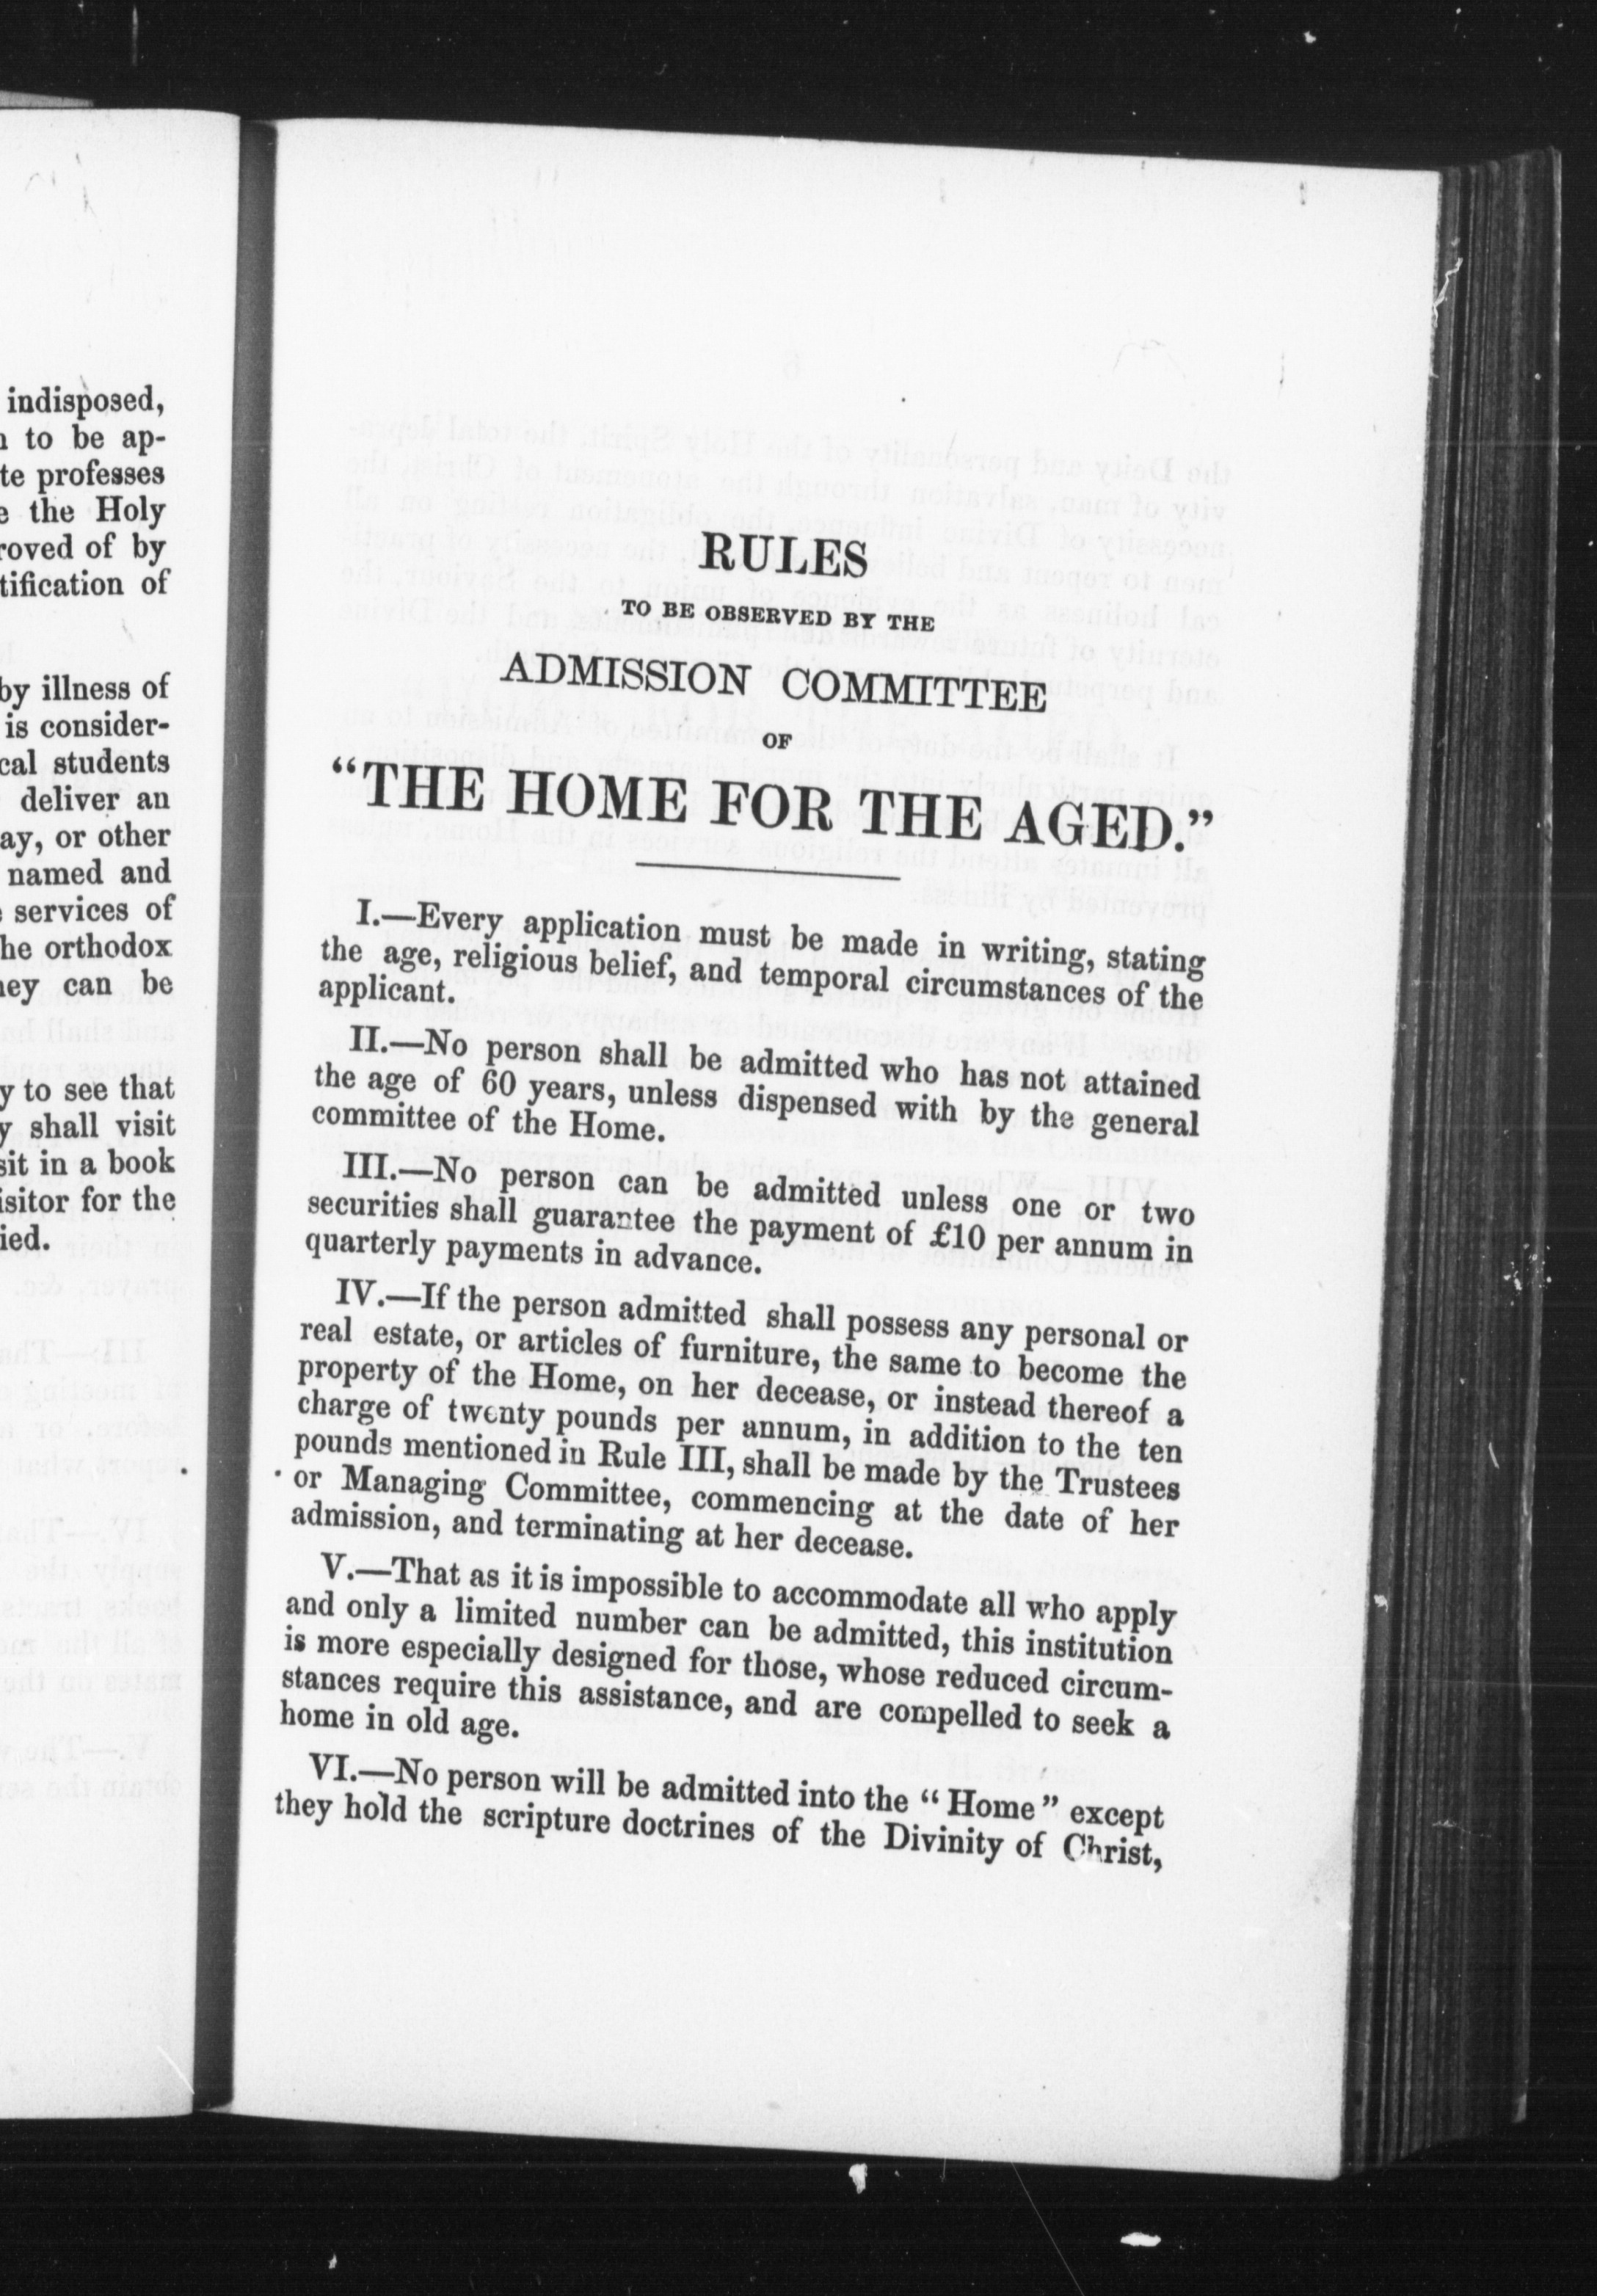 indisposed,
to be ap-
te professes
the Holy
roved of by
tification of
by illness of
is consider-
cal students
deliver an
ay, or other
named and
services of
he orthodox
ey can be
y to see that
y shall visit
sit in a book
isitor for the
ied.
RULES
TO BE OBSERVED BY THE
ADMISSION COMMITTEE
OF
"THE HOME FOR THE AGED."
I.—Every application must be made in writing, stating
the age, religious belief, and temporal circumstances of the
applicant.
II.—No person shall be admitted who has not attained
the age of 60 years, unless dispensed with by the general
committee of the Home.
III.—No person can be admitted unless one or two
securities shall guarantee the payment of £10 per annum in
quarterly payments in advance.
IV.—If the person admitted shall possess any personal or
real estate, or articles of furniture, the same to become the
property of the Home, on her decease, or instead thereof a
charge of twenty pounds per annum, in addition to the ten
pounds mentioned in Rule III, shall be made by the Trustees
or Managing Committee, commencing at the date of her
admission, and terminating at her decease.
V.—That as it is impossible to accommodate all who apply
and only a limited number can be admitted, this institution
is more especially designed for those, whose reduced circum-
stances require this assistance, and are compelled to seek a
home in old age.
VI.—No person will be admitted into the " Home " except
they hold the scripture doctrines of the Divinity of Christ,